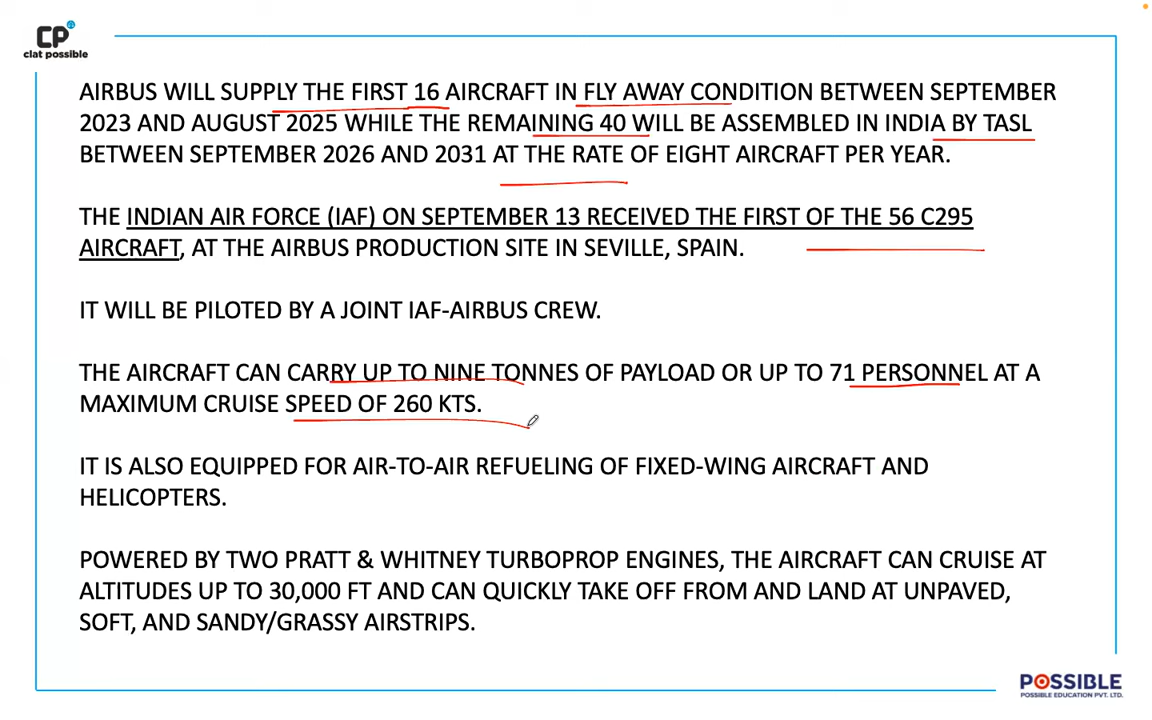 CP
clat possible
AIRBUS WILL SUPPLY THE FIRST 16 AIRCRAFT IN FLY AWAY CONDITION BETWEEN SEPTEMBER
2023 AND AUGUST 2025 WHILE THE REMAINING 40 WILL BE ASSEMBLED IN INDIA BY TASL
BETWEEN SEPTEMBER 2026 AND 2031 AT THE RATE OF EIGHT AIRCRAFT PER YEAR.
THE INDIAN AIR FORCE (IAF) ON SEPTEMBER 13 RECEIVED THE FIRST OF THE 56 C295
AIRCRAFT, AT THE AIRBUS PRODUCTION SITE IN SEVILLE, SPAIN.
IT WILL BE PILOTED BY A JOINT IAF-AIRBUS CREW.
THE AIRCRAFT CAN CARRY UP TO NINE TONNES OF PAYLOAD OR UP TO 71 PERSONNEL AT A
MAXIMUM CRUISE SPEED OF 260 KTS.
IT IS ALSO EQUIPPED FOR AIR-TO-AIR REFUELING OF FIXED-WING AIRCRAFT AND
HELICOPTERS.
POWERED BY TWO PRATT & WHITNEY TURBOPROP ENGINES, THE AIRCRAFT CAN CRUISE AT
ALTITUDES UP TO 30,000 FT AND CAN QUICKLY TAKE OFF FROM AND LAND AT UNPAVED,
SOFT, AND SANDY/GRASSY AIRSTRIPS.
POSSIBLE
POSSIBLE EDUCATION PVT. LTD.